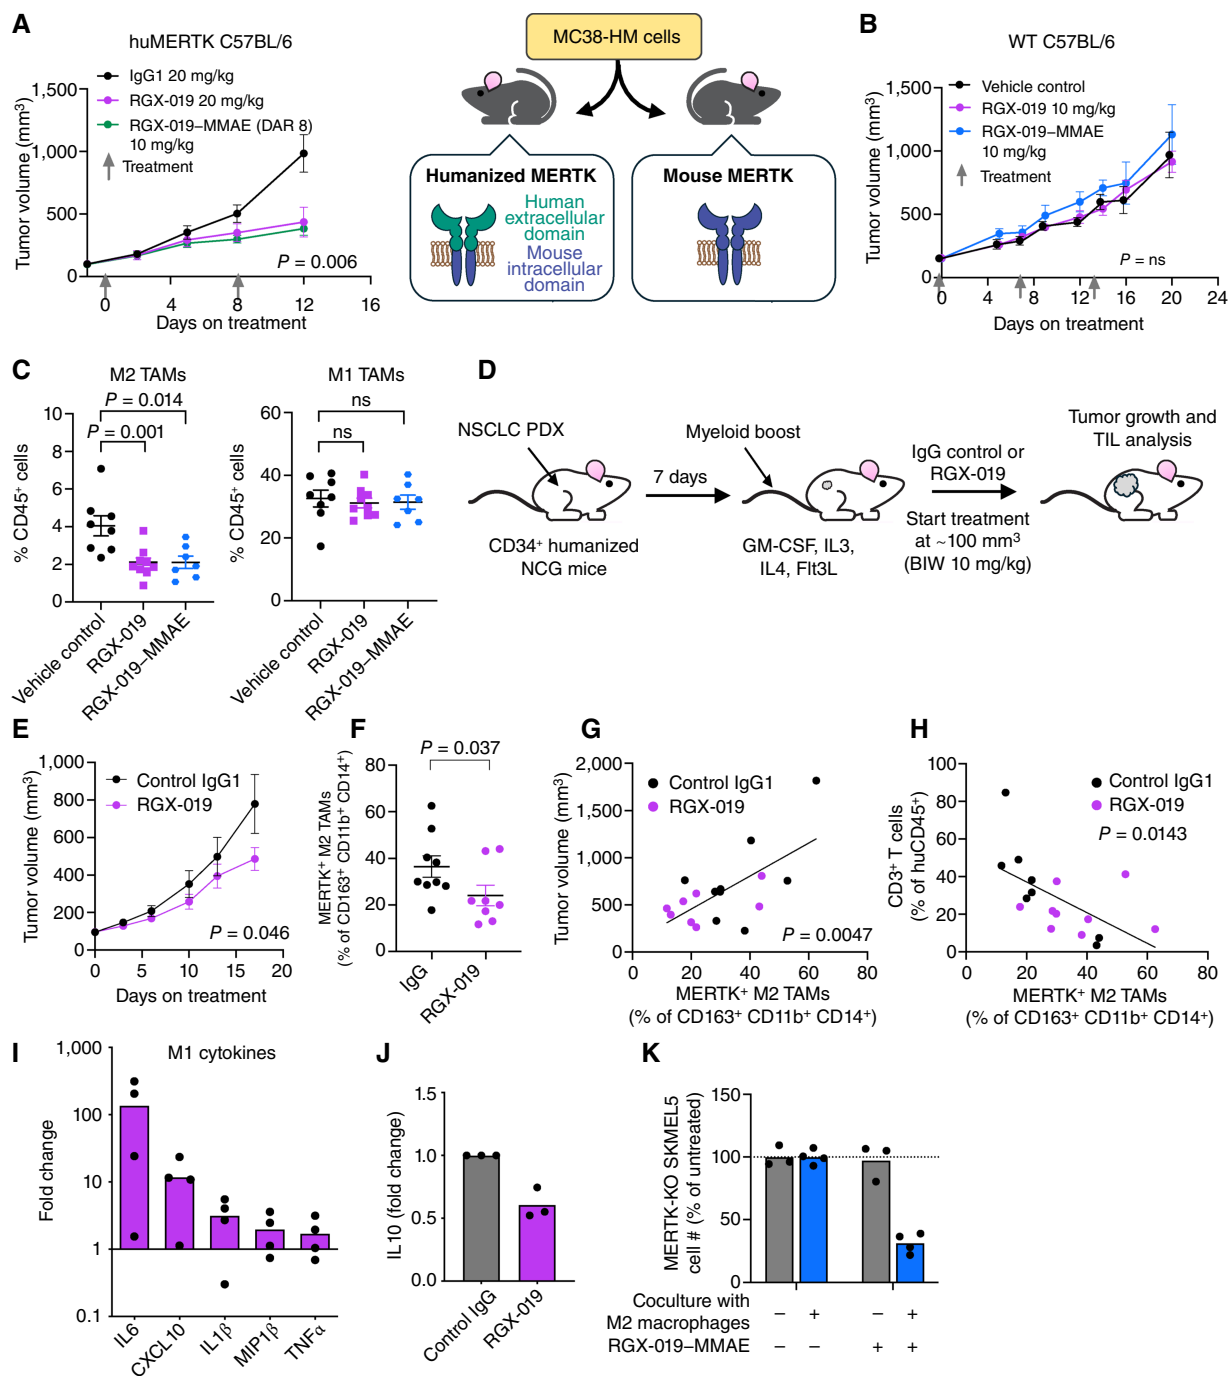 A
huMERTK C57BL/6
IgG1 20 mg/kg
RGX-019 20 mg/kg
RGX-019–MMAE (DAR 8)
10 mg/kg
Treatment
Tumor volume (mm³)
1,500
1,000
500
0
P = 0.006
0 4 8 12 16
Days on treatment
MC38-HM cells
Humanized MERTK
Human
extracellular
domain
Mouse
intracellular
domain
Mouse MERTK
B
WT C57BL/6
Vehicle control
RGX-019 10 mg/kg
RGX-019–MMAE
10 mg/kg
Treatment
Tumor volume (mm³)
1,500
1,000
500
0
P = ns
0 4 8 12 16 20 24
Days on treatment
C
M2 TAMs
P = 0.014
P = 0.001
% CD45⁺ cells
10
8
6
4
2
0
Vehicle control
RGX-019
RGX-019–MMAE
M1 TAMs
ns
ns
% CD45⁺ cells
60
40
20
0
Vehicle control
RGX-019
RGX-019–MMAE
D
NSCLC PDX
CD34⁺ humanized
NCG mice
7 days
Myeloid boost
GM-CSF, IL3,
IL4, Flt3L
IgG control or
RGX-019
Start treatment
at ~100 mm³
(BIW 10 mg/kg)
Tumor growth and
TIL analysis
E
Control IgG1
RGX-019
Tumor volume (mm³)
1,000
800
600
400
200
0
P = 0.046
0 5 10 15 20
Days on treatment
F
P = 0.037
MERTK⁺ M2 TAMs
(% of CD163⁺ CD11b⁺ CD14⁺)
80
60
40
20
0
IgG
RGX-019
G
Control IgG1
RGX-019
Tumor volume (mm³)
2,000
1,500
1,000
500
0
P = 0.0047
0 20 40 60 80
MERTK⁺ M2 TAMs
(% of CD163⁺ CD11b⁺ CD14⁺)
H
Control IgG1
RGX-019
P = 0.0143
CD3⁺ T cells
(% of huCD45⁺)
100
80
60
40
20
0
0 20 40 60 80
MERTK⁺ M2 TAMs
(% of CD163⁺ CD11b⁺ CD14⁺)
I
M1 cytokines
Fold change
1,000
100
10
1
0.1
IL6
CXCL10
IL1β
MIP1β
TNFα
J
IL10 (fold change)
1.5
1.0
0.5
0.0
Control IgG
RGX-019
K
MERTK-KO SKMEL5
cell # (% of untreated)
150
100
50
0
Coculture with
M2 macrophages
– + – +
RGX-019–MMAE – – + +